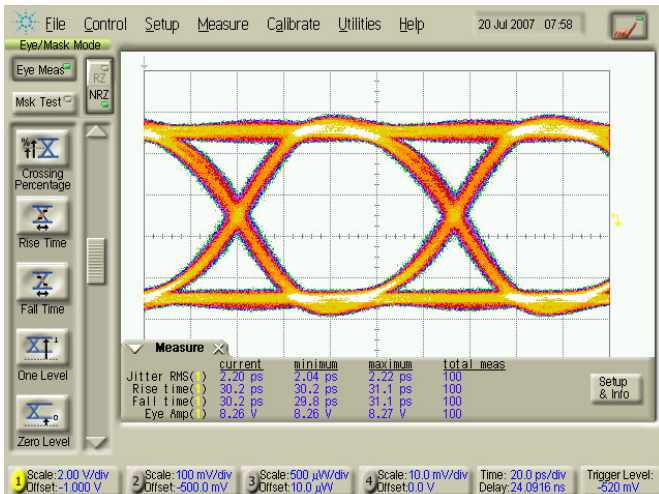 File Control Setup Measure Calibrate Utilities Help 20 Jul 2007 07:58
Eye/Mask Mode
Eye Meas
RZ
Msk Test
NRZ
Crossing
Percentage
Rise Time
Fall Time
One Level
Zero Level
Measure
current minimum maximum total meas
Jitter RMS(1) 2.20 ps 2.04 ps 2.22 ps 100
Rise time(1) 30.2 ps 30.2 ps 31.1 ps 100
Fall time(1) 30.2 ps 29.8 ps 31.1 ps 100
Eye Amp(1) 8.26 V 8.26 V 8.27 V 100
Setup
& Info
1 Scale:2.00 V/div
Offset:-1.000 V
2 Scale:100 mV/div
Offset:-500.0 mV
3 Scale:500 µW/div
Offset:10.0 µW
4 Scale:10.0 mV/div
Offset:0.0 V
Time: 20.0 ps/div
Delay:24.0916 ns
Trigger Level:
-520 mV